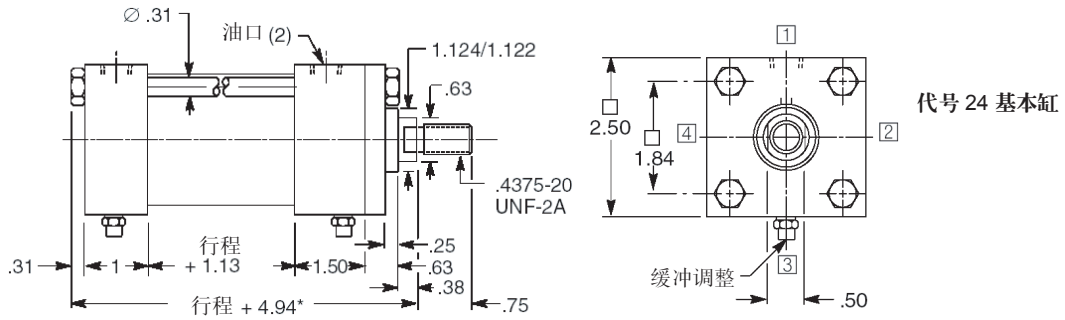 Ø .31
油口 (2)
1.124/1.122
.63
.4375-20
UNF-2A
.25
.63
.38
.75
.31
1
行程
+ 1.13
1.50
行程 + 4.94*
1
2
3
4
2.50
1.84
缓冲调整
.50
代号 24 基本缸